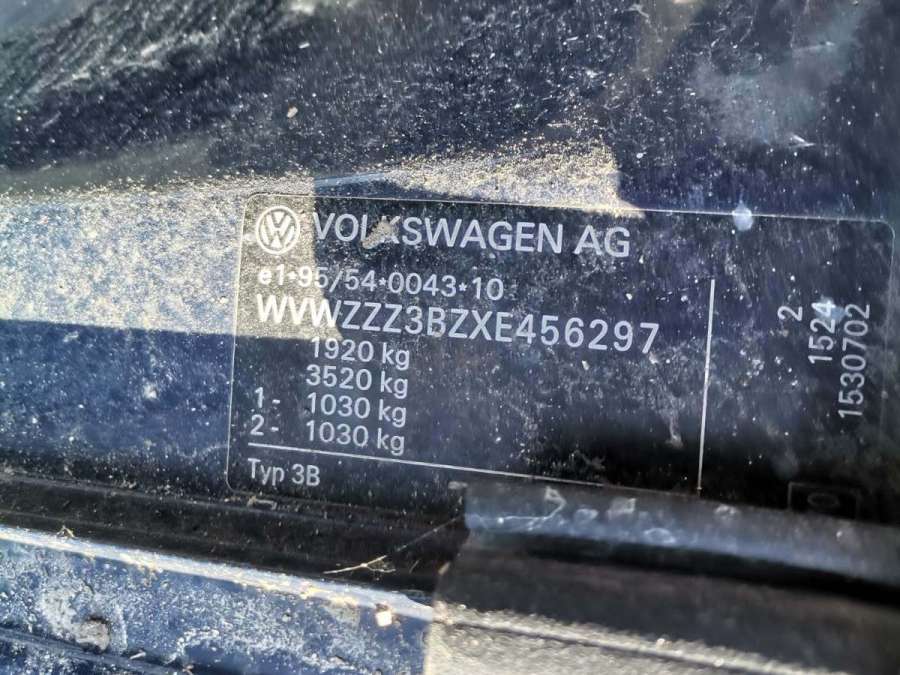 VOLKSWAGEN AG
e1*95/54*0043*10
WVWZZZ3BZXE456297
1920 kg
3520 kg
1- 1030 kg
2- 1030 kg
Typ 3B
2
1524
1530702